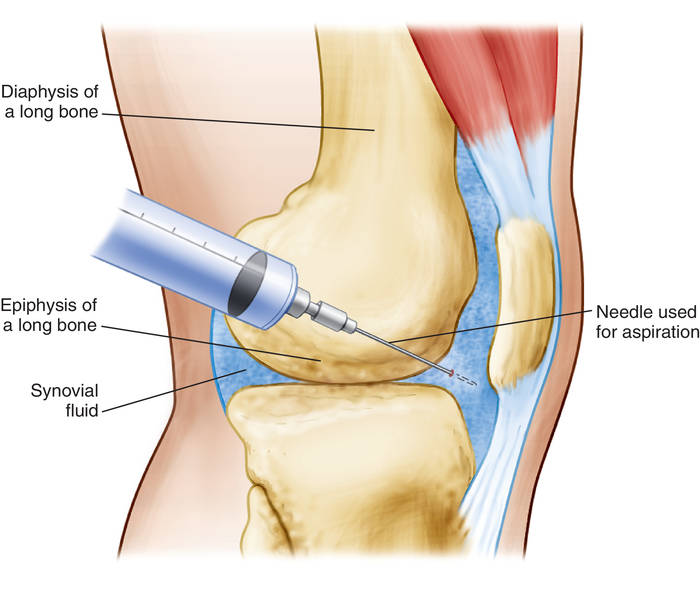 Diaphysis of
a long bone
Epiphysis of
a long bone
Synovial
fluid
Needle used
for aspiration